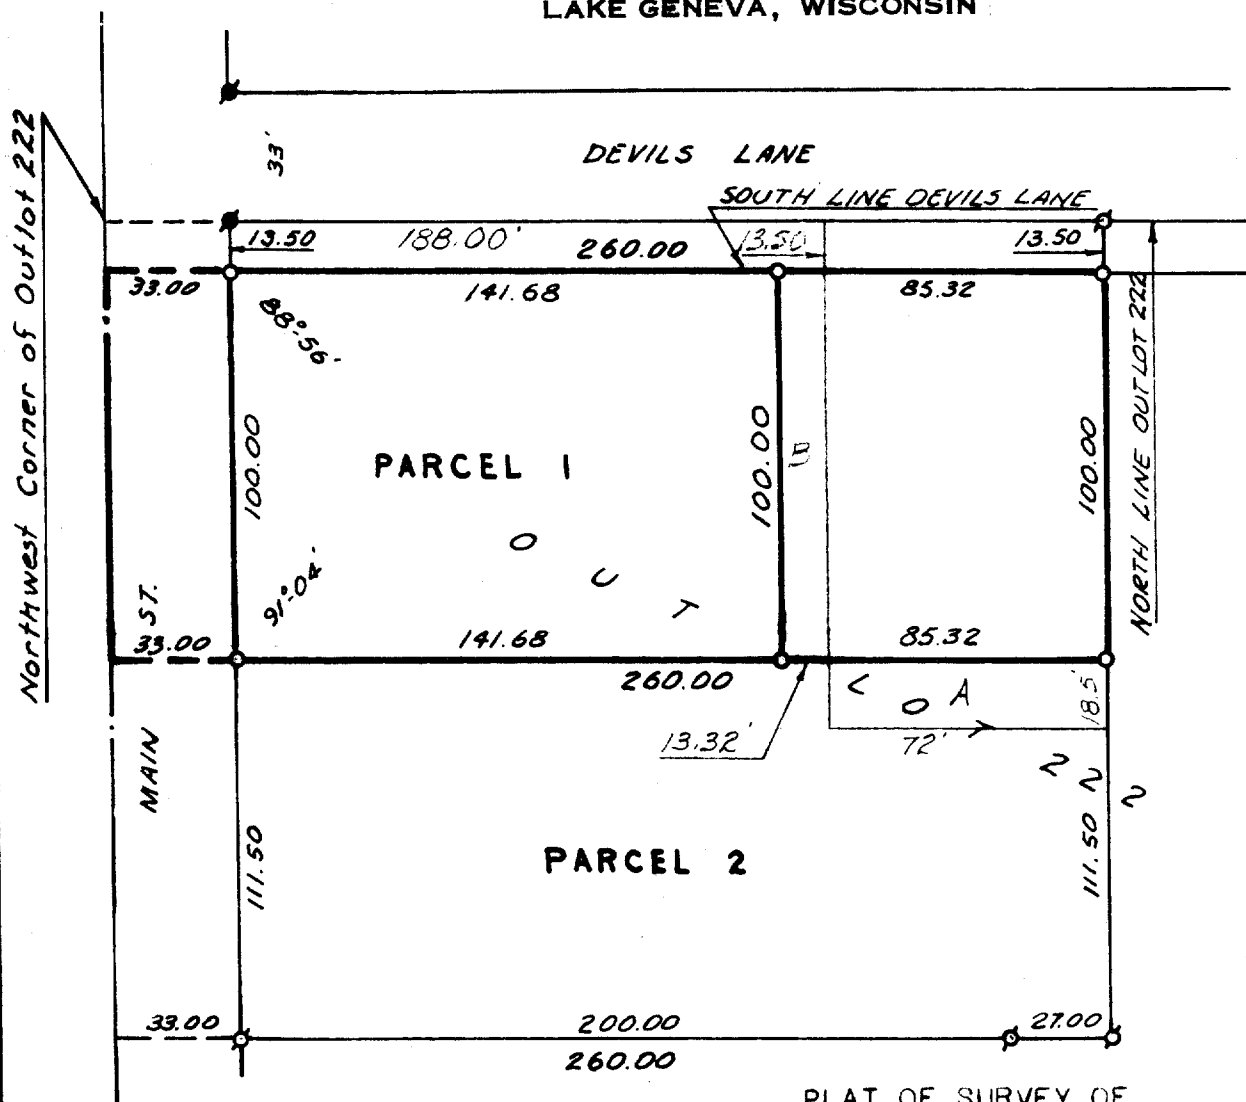 LAKE GENEVA, WISCONSIN
Northwest Corner of Outlot 222
33'
DEVILS LANE
SOUTH LINE DEVILS LANE
13.50
188.00'
260.00
13.50
13.50
33.00
141.68
85.32
88°-56'
NORTH LINE OUTLOT 222
100.00
PARCEL 1
100.00
100.00
91°-04'
O U T
MAIN ST.
33.00
141.68
85.32
260.00
L O A
18.5'
13.32'
72'
2 2 2
111.50
PARCEL 2
111.50
33.00
200.00
27.00
260.00
PLAT OF SURVEY OF